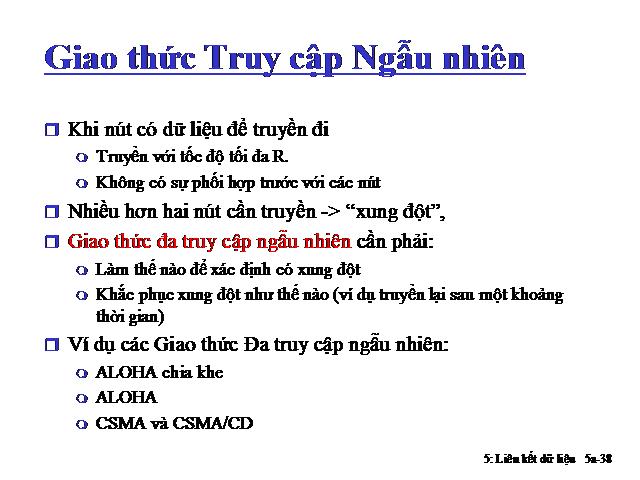 Giao thức Truy cập Ngẫu nhiên
Khi nút có dữ liệu để truyền đi
Truyền với tốc độ tối đa R.
Không có sự phối hợp trước với các nút
Nhiều hơn hai nút cần truyền -> “xung đột”,
Giao thức đa truy cập ngẫu nhiên cần phải:
Làm thế nào để xác định có xung đột
Khắc phục xung đột như thế nào (ví dụ truyền lại sau một khoảng
thời gian)
Ví dụ các Giao thức Đa truy cập ngẫu nhiên:
ALOHA chia khe
ALOHA
CSMA và CSMA/CD
5: Liên kết dữ liệu 5a-38